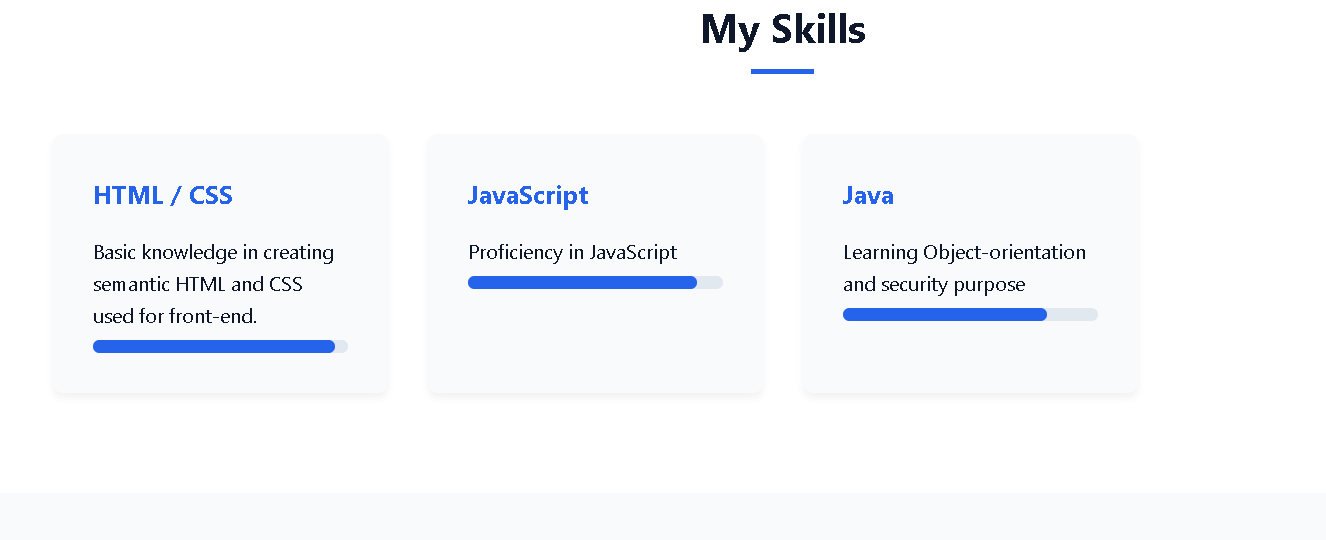 My Skills
HTML / CSS
Basic knowledge in creating
semantic HTML and CSS
used for front-end.
JavaScript
Proficiency in JavaScript
Java
Learning Object-orientation
and security purpose